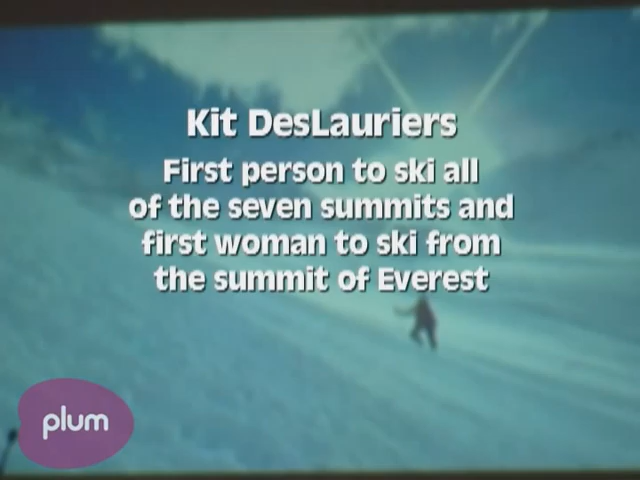 Kit DesLauriers
First person to ski all
of the seven summits and
first woman to ski from
the summit of Everest
plum